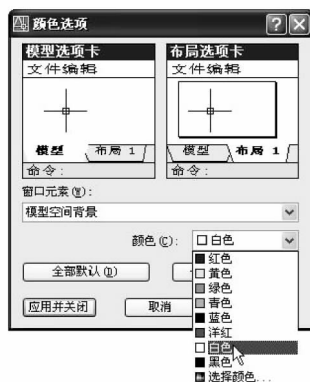 颜色选项
模型选项卡
布局选项卡
文件编辑
文件编辑
模型
布局 1
模型
布局 1
命令:
命令:
窗口元素(W):
模型空间背景
颜色(C):
白色
全部默认(D)
红色
黄色
绿色
青色
蓝色
洋红
白色
黑色
选择颜色...
应用并关闭
取消